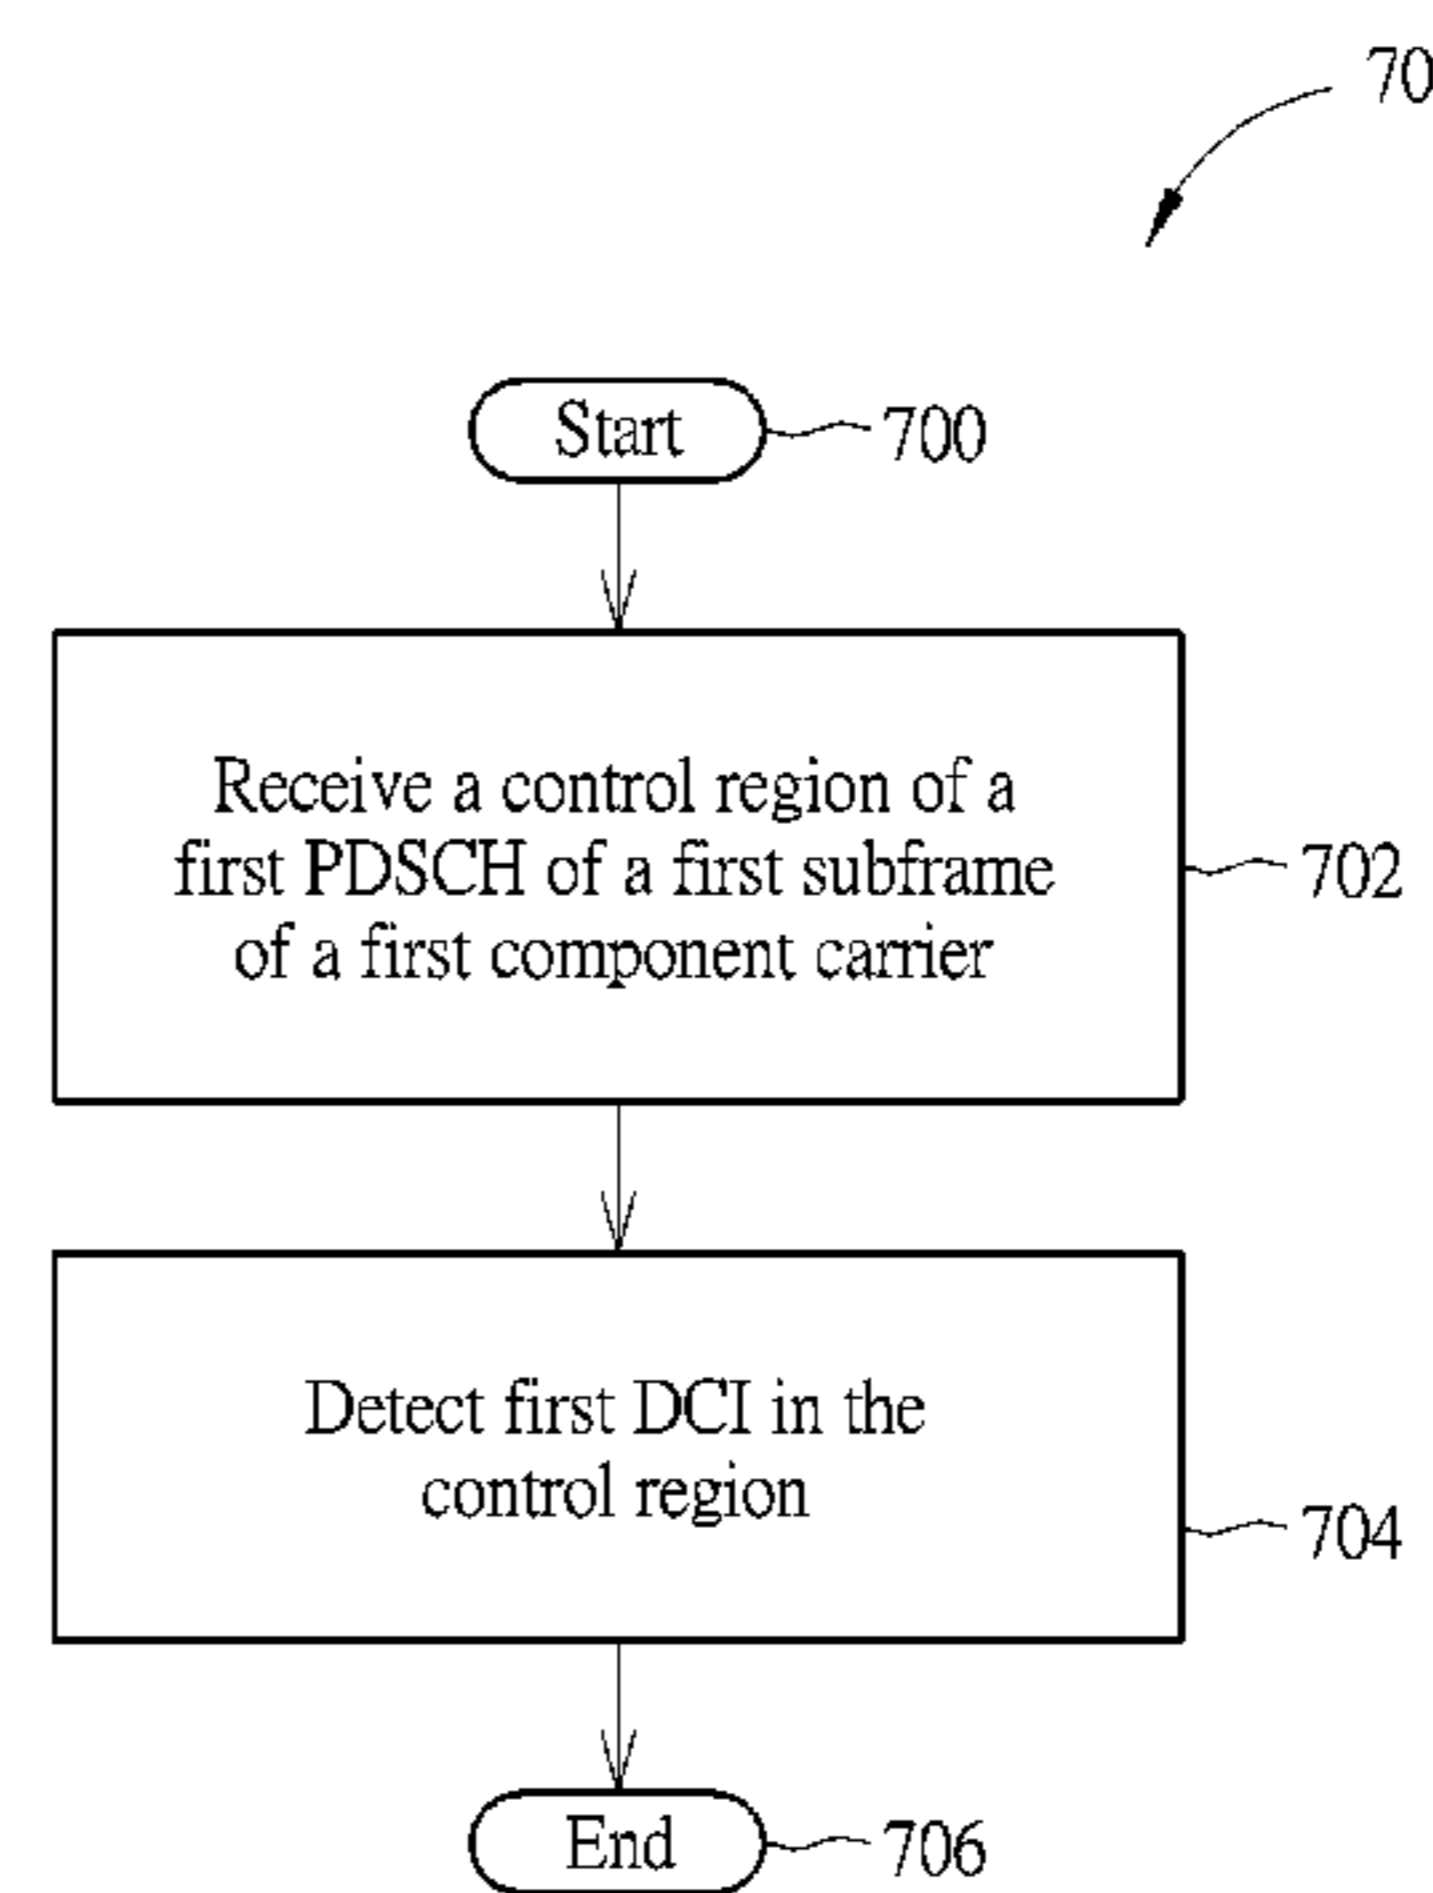 70
Start
700
Receive a control region of a
first PDSCH of a first subframe
of a first component carrier
702
Detect first DCI in the
control region
704
End
706